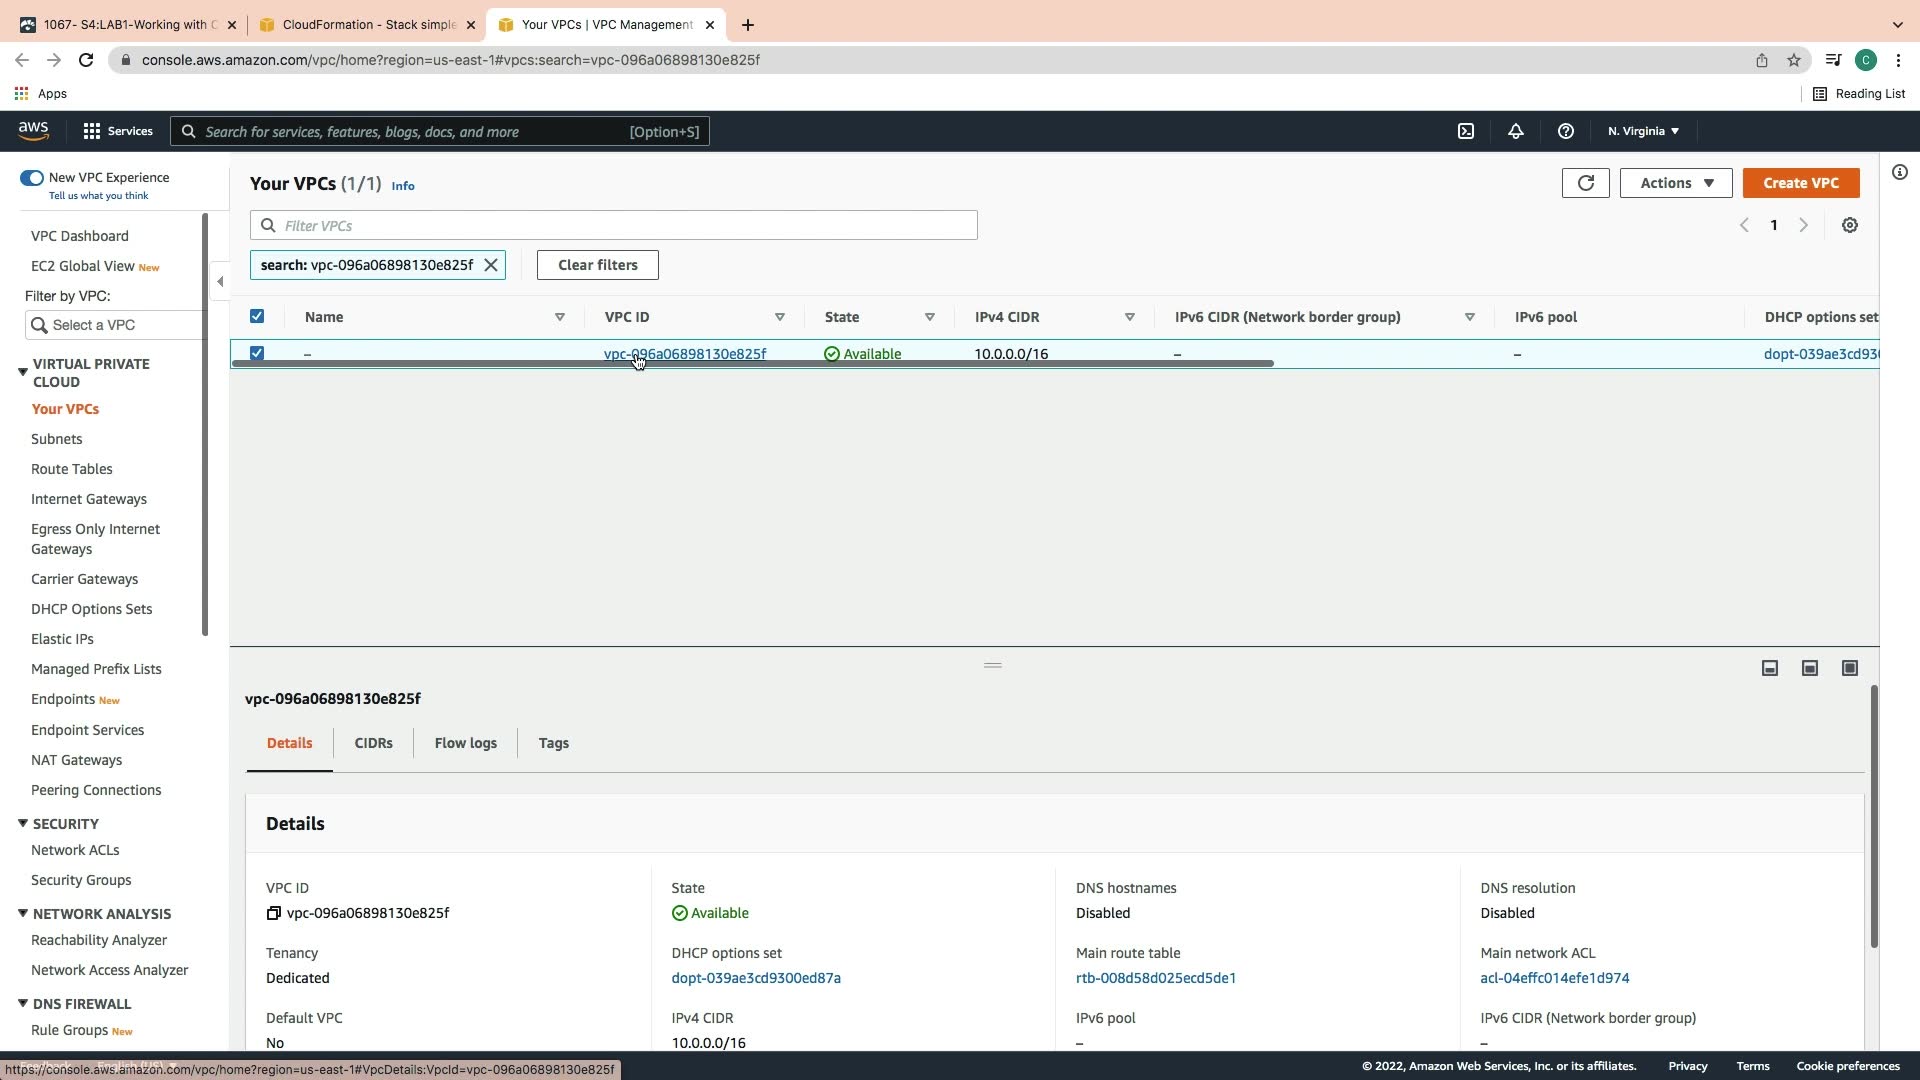 1067- S4:LAB1-Working with C
CloudFormation - Stack simple
Your VPCs | VPC Management
console.aws.amazon.com/vpc/home?region=us-east-1#vpcs:search=vpc-096a06898130e825f
C
Apps
Reading List
aws
Services
Search for services, features, blogs, docs, and more
[Option+S]
N. Virginia
New VPC Experience
Tell us what you think
VPC Dashboard
EC2 Global View New
Filter by VPC:
Select a VPC
VIRTUAL PRIVATE
CLOUD
Your VPCs
Subnets
Route Tables
Internet Gateways
Egress Only Internet
Gateways
Carrier Gateways
DHCP Options Sets
Elastic IPs
Managed Prefix Lists
Endpoints New
Endpoint Services
NAT Gateways
Peering Connections
SECURITY
Network ACLs
Security Groups
NETWORK ANALYSIS
Reachability Analyzer
Network Access Analyzer
DNS FIREWALL
Rule Groups New
Your VPCs (1/1) Info
Actions
Create VPC
Filter VPCs
1
search: vpc-096a06898130e825f
Clear filters
Name
VPC ID
State
IPv4 CIDR
IPv6 CIDR (Network border group)
IPv6 pool
DHCP options set
–
vpc-096a06898130e825f
Available
10.0.0.0/16
–
–
dopt-039ae3cd930
vpc-096a06898130e825f
Details
CIDRs
Flow logs
Tags
Details
VPC ID
vpc-096a06898130e825f
State
Available
DNS hostnames
Disabled
DNS resolution
Disabled
Tenancy
Dedicated
DHCP options set
dopt-039ae3cd9300ed87a
Main route table
rtb-008d58d025ecd5de1
Main network ACL
acl-04effc014efe1d974
Default VPC
No
IPv4 CIDR
10.0.0.0/16
IPv6 pool
–
IPv6 CIDR (Network border group)
–
https://console.aws.amazon.com/vpc/home?region=us-east-1#VpcDetails:VpcId=vpc-096a06898130e825f
© 2022, Amazon Web Services, Inc. or its affiliates.
Privacy
Terms
Cookie preferences